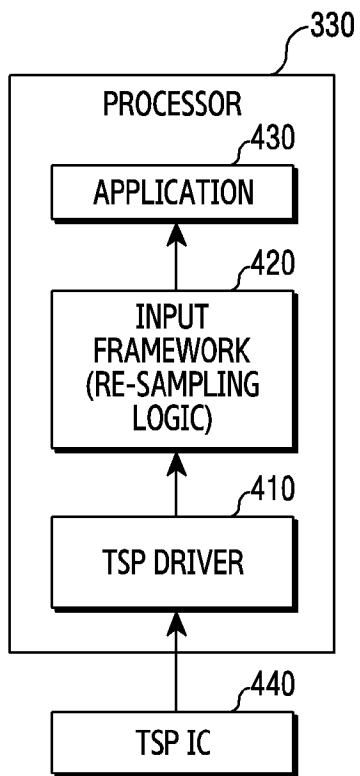 330
PROCESSOR
430
APPLICATION
420
INPUT
FRAMEWORK
(RE-SAMPLING
LOGIC)
410
TSP DRIVER
440
TSP IC